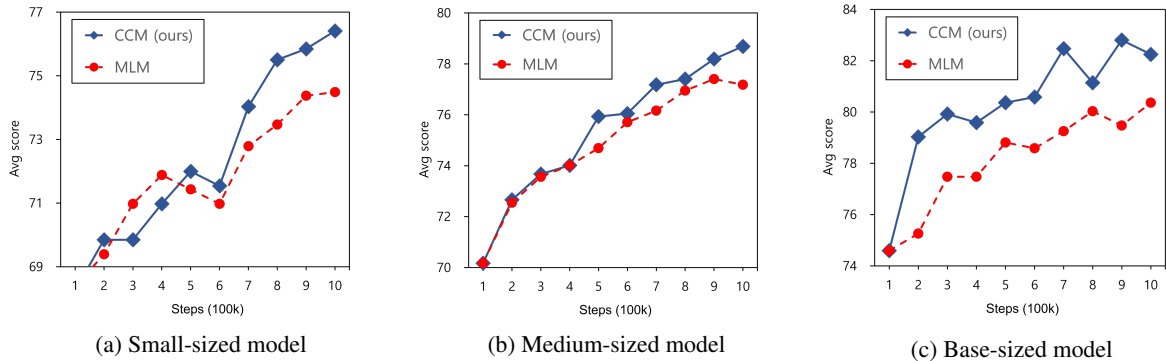 77
75
73
71
69
Avg score
CCM (ours)
MLM
1 2 3 4 5 6 7 8 9 10
Steps (100k)
(a) Small-sized model
80
78
76
74
72
70
Avg score
CCM (ours)
MLM
1 2 3 4 5 6 7 8 9 10
Steps (100k)
(b) Medium-sized model
84
82
80
78
76
74
Avg score
CCM (ours)
MLM
1 2 3 4 5 6 7 8 9 10
Steps (100k)
(c) Base-sized model